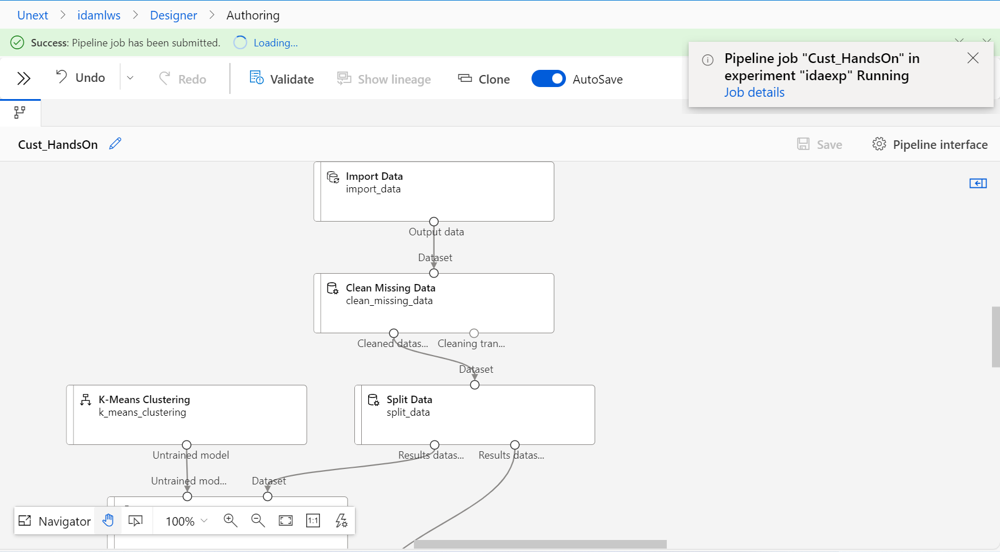 Unext > idamlws > Designer > Authoring
Success: Pipeline job has been submitted. Loading...
Pipeline job "Cust_HandsOn" in
experiment "idaexp" Running
Job details
Undo Redo Validate Show lineage Clone AutoSave
Cust_HandsOn Save Pipeline interface
Import Data
import_data
Output data
Dataset
Clean Missing Data
clean_missing_data
Cleaned datas... Cleaning tran...
Dataset
K-Means Clustering
k_means_clustering
Split Data
split_data
Untrained model Results datas... Results datas...
Untrained mod... Dataset
Navigator 100% 1:1